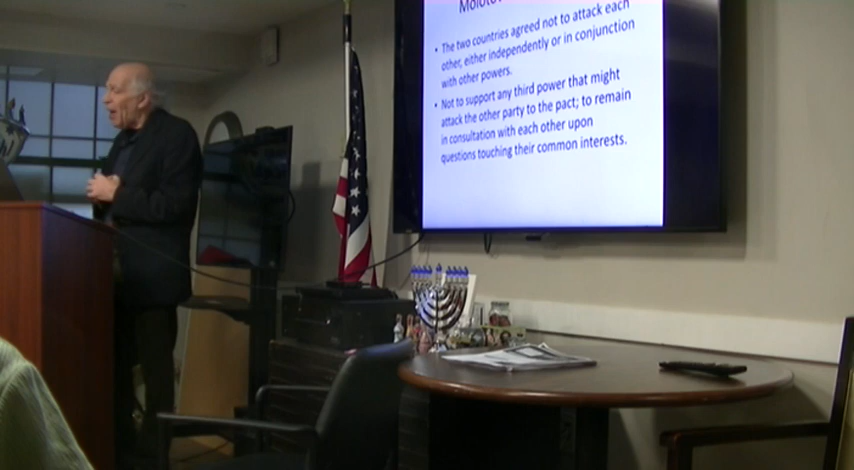 • The two countries agreed not to attack each
other, either independently or in conjunction
with other powers.
• Not to support any third power that might
attack the other party to the pact; to remain
in consultation with each other upon
questions touching their common interests.